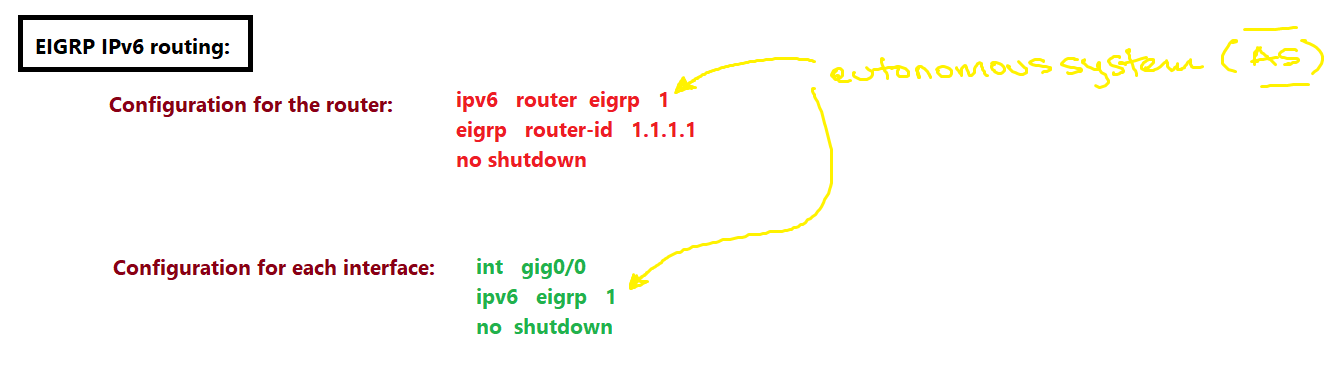 EIGRP IPv6 routing:
autonomous system (AS)
Configuration for the router: ipv6 router eigrp 1
eigrp router-id 1.1.1.1
no shutdown
Configuration for each interface: int gig0/0
ipv6 eigrp 1
no shutdown